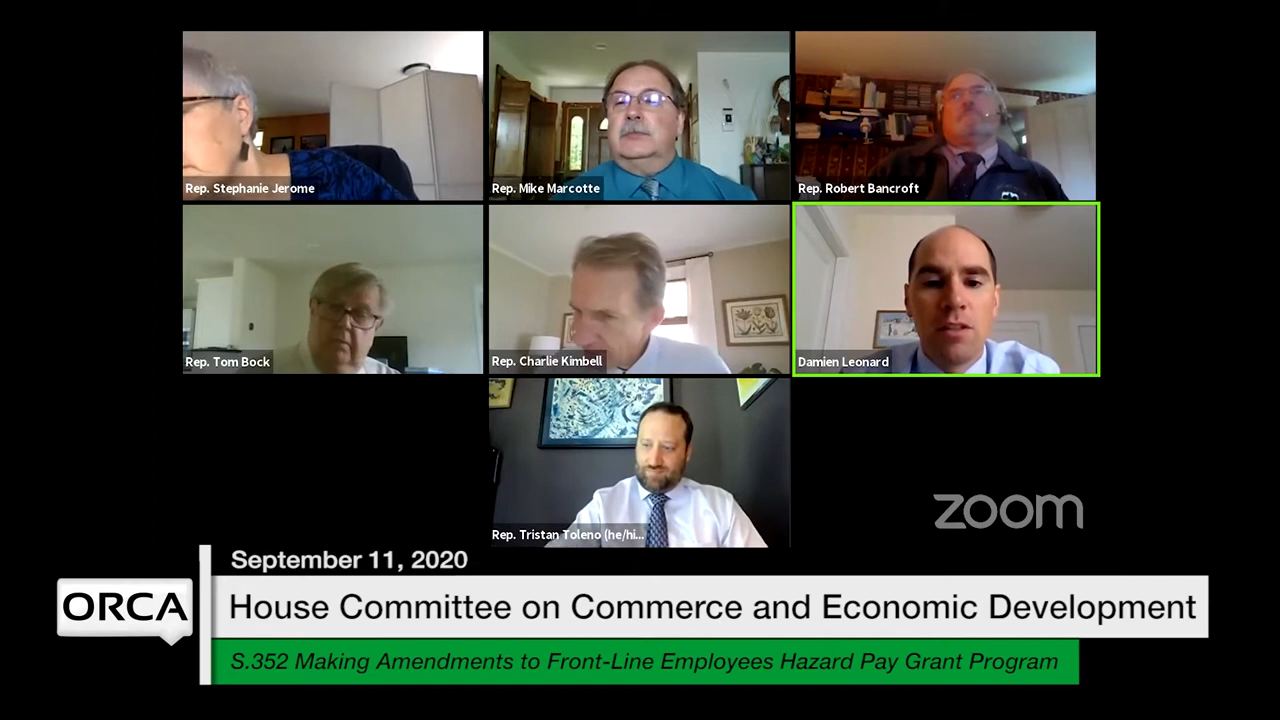 Rep. Stephanie Jerome
Rep. Mike Marcotte
Rep. Robert Bancroft
Rep. Tom Bock
Rep. Charlie Kimbell
Damien Leonard
Rep. Tristan Toleno (he/hi...
zoom
September 11, 2020
ORCA
House Committee on Commerce and Economic Development
S.352 Making Amendments to Front-Line Employees Hazard Pay Grant Program